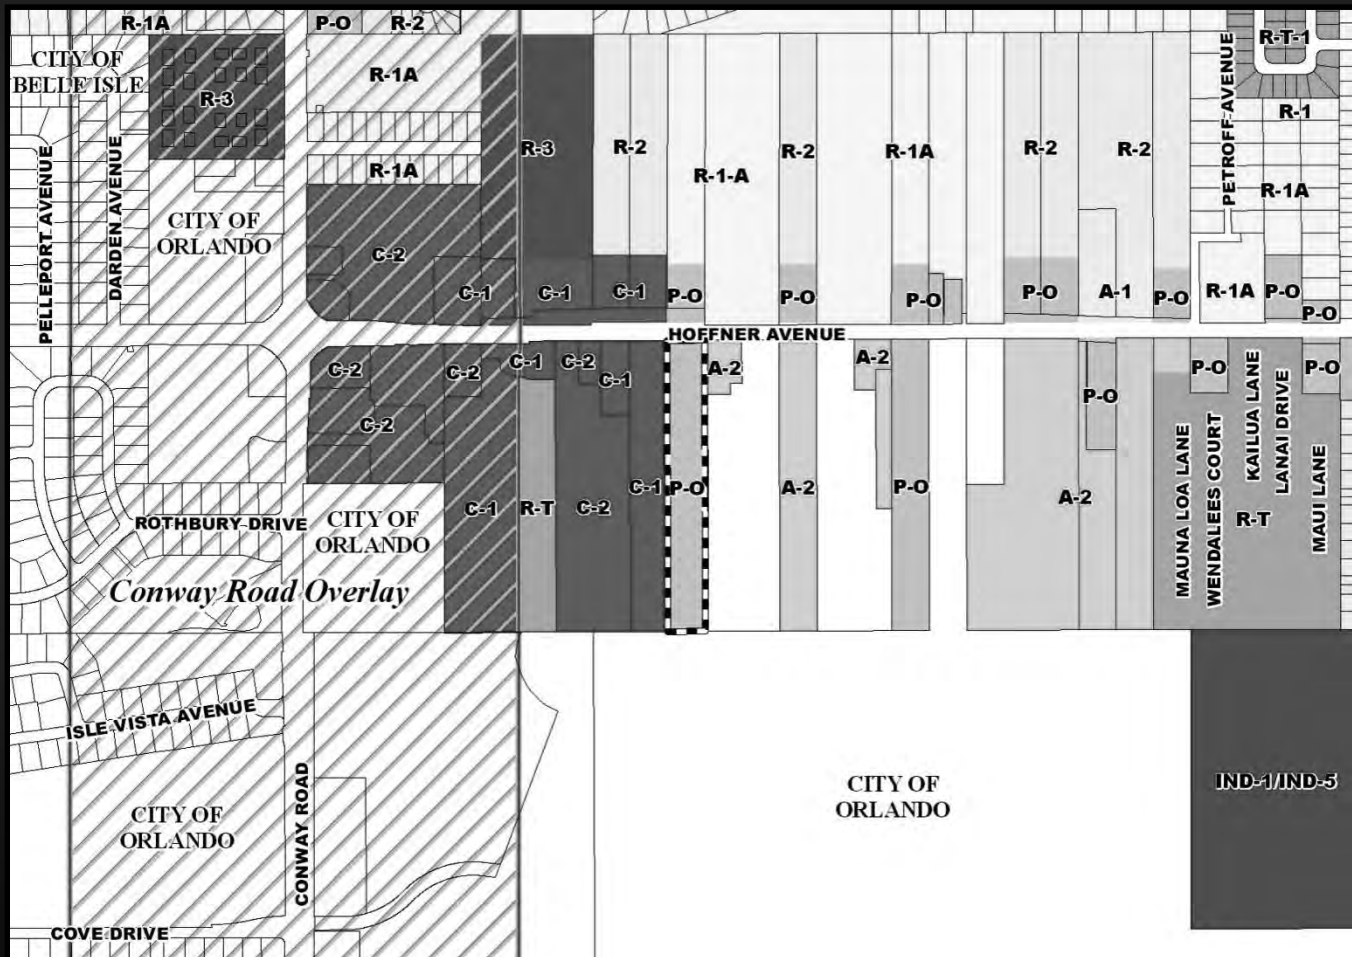 R-1A
P-O
R-2
CITY OF
BELLE ISLE
R-3
R-1A
R-T-1
R-1
PETROFF AVENUE
PELLEPORT AVENUE
DARDEN AVENUE
R-1A
R-3
R-2
R-1-A
R-2
R-1A
R-2
R-2
R-1A
CITY OF
ORLANDO
C-2
C-1
C-1
C-1
P-O
P-O
P-O
P-O
A-1
P-O
R-1A
P-O
P-O
HOFFNER AVENUE
C-2
C-2
C-1
C-2
C-1
A-2
A-2
P-O
P-O
P-O
C-2
KAILUA LANE
LANAI DRIVE
MAUNA LOA LANE
WENDALEES COURT
MAUI LANE
C-1
R-T
C-2
C-1
P-O
A-2
P-O
A-2
R-T
ROTHBURY DRIVE
CITY OF
ORLANDO
Conway Road Overlay
ISLE VISTA AVENUE
CONWAY ROAD
CITY OF
ORLANDO
CITY OF
ORLANDO
IND-1/IND-5
COVE DRIVE